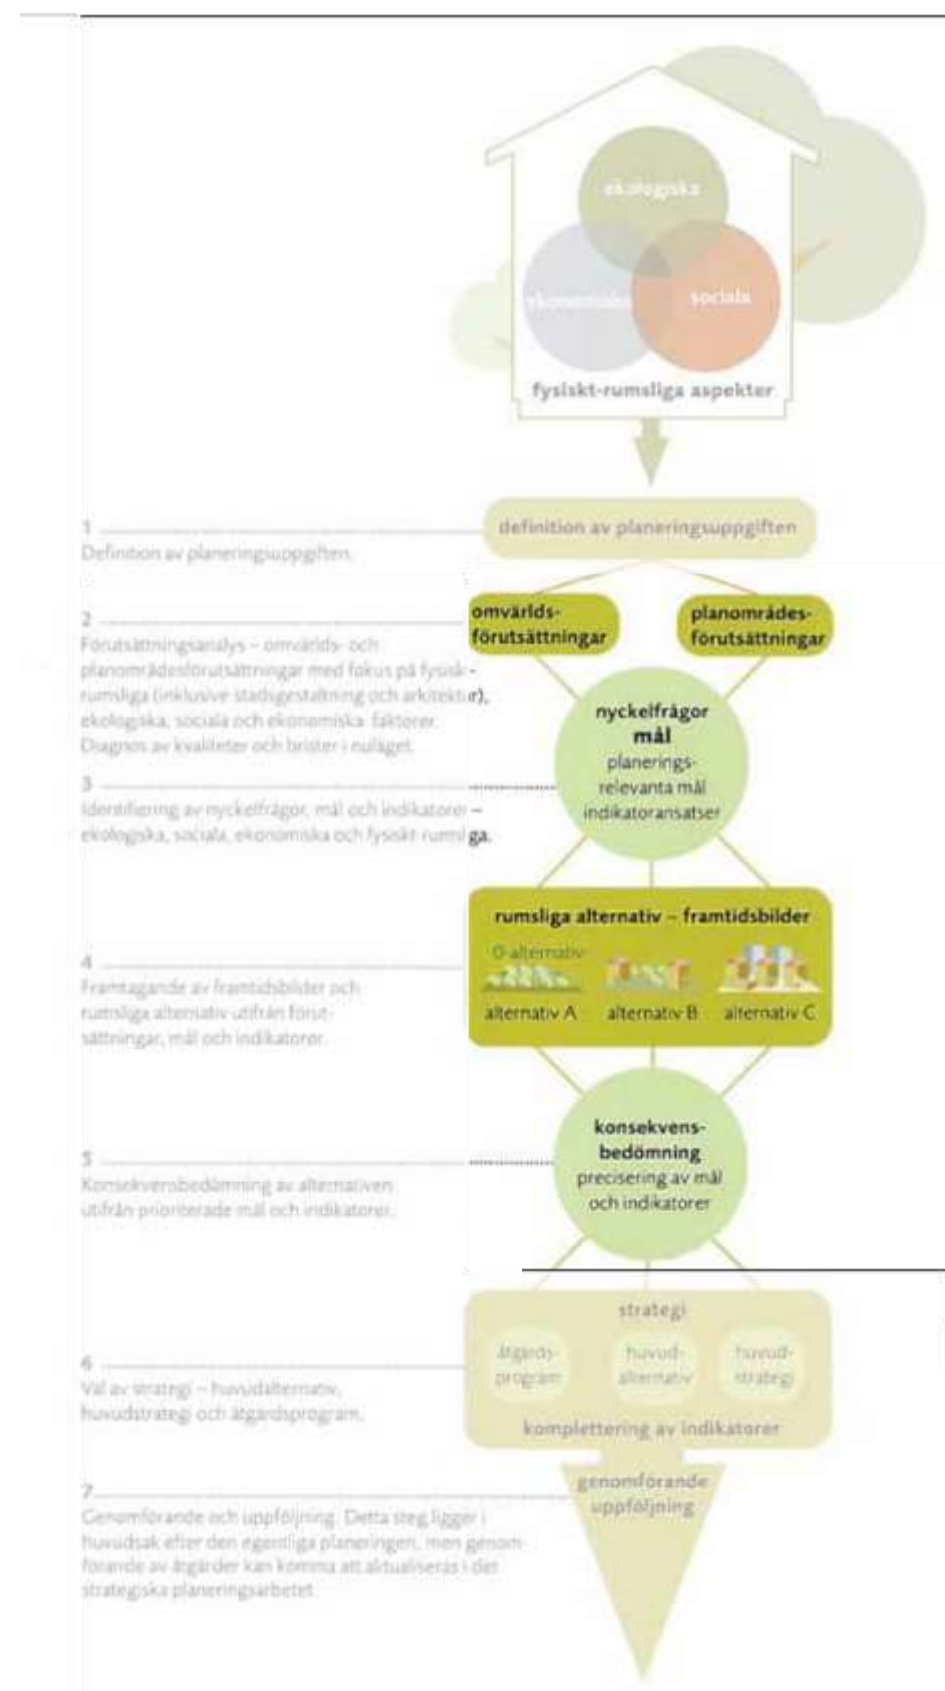 ekologiska
ekonomiska
sociala
fysiskt-rumsliga aspekter
1
Definition av planeringsuppgiften.
definition av planeringsuppgiften
omvärlds-
förutsättningar
planområdes-
förutsättningar
2
Förutsättningsanalys – omvärlds- och
planområdesförutsättningar med fokus på fysisk-
rumsliga (inklusive stadsgestaltning och arkitektur),
ekologiska, sociala och ekonomiska faktorer.
Diagnos av kvaliteter och brister i nuläget.
nyckelfrågor
mål
planerings-
relevanta mål
indikatoransatser
3
Identifiering av nyckelfrågor, mål och indikatorer –
ekologiska, sociala, ekonomiska och fysiskt rumsliga.
rumsliga alternativ – framtidsbilder
0-alternativ
alternativ A
alternativ B
alternativ C
4
Framtagande av framtidsbilder och
rumsliga alternativ utifrån förut-
sättningar, mål och indikatorer.
konsekvens-
bedömning
precisering av mål
och indikatorer
5
Konsekvensbedömning av alternativen
utifrån prioriterade mål och indikatorer.
strategi
åtgärds-
program
huvud-
alternativ
huvud-
strategi
komplettering av indikatorer
6
Val av strategi – huvudalternativ,
huvudstrategi och åtgärdsprogram.
genomförande
uppföljning
7
Genomförande och uppföljning. Detta steg ligger i
huvudsak efter den egentliga planeringen, men genom-
förande av åtgärder kan komma att aktualiseras i det
strategiska planeringsarbetet.